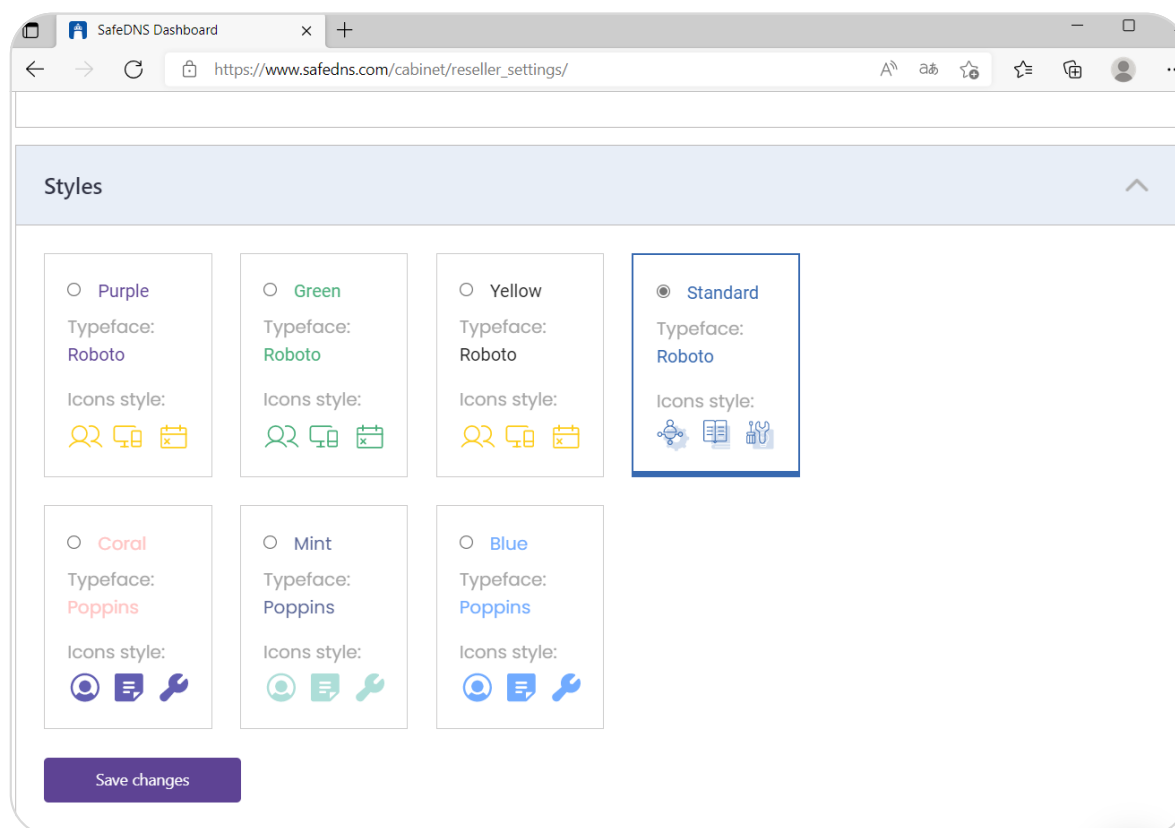 SafeDNS Dashboard
https://www.safedns.com/cabinet/reseller_settings/
Styles
Purple
Typeface:
Roboto
Icons style:
Green
Typeface:
Roboto
Icons style:
Yellow
Typeface:
Roboto
Icons style:
Standard
Typeface:
Roboto
Icons style:
Coral
Typeface:
Poppins
Icons style:
Mint
Typeface:
Poppins
Icons style:
Blue
Typeface:
Poppins
Icons style:
Save changes